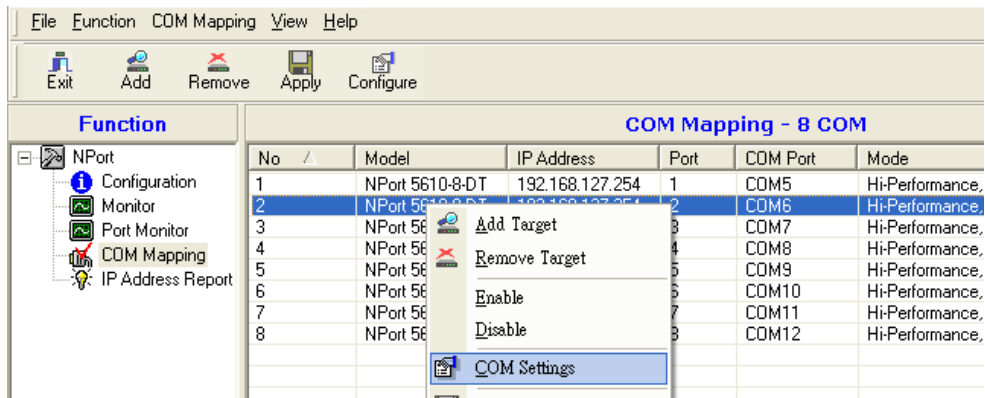 File Function COM Mapping View Help
Exit Add Remove Apply Configure
Function
COM Mapping - 8 COM
NPort
Configuration
Monitor
Port Monitor
COM Mapping
IP Address Report
No Model IP Address Port COM Port Mode
1 NPort 5610-8-DT 192.168.127.254 1 COM5 Hi-Performance,
2 NPort 5610-8-DT 192.168.127.254 2 COM6 Hi-Performance,
3 NPort 56 3 COM7 Hi-Performance,
4 NPort 56 4 COM8 Hi-Performance,
5 NPort 56 5 COM9 Hi-Performance,
6 NPort 56 6 COM10 Hi-Performance,
7 NPort 56 7 COM11 Hi-Performance,
8 NPort 56 8 COM12 Hi-Performance,
Add Target
Remove Target
Enable
Disable
COM Settings